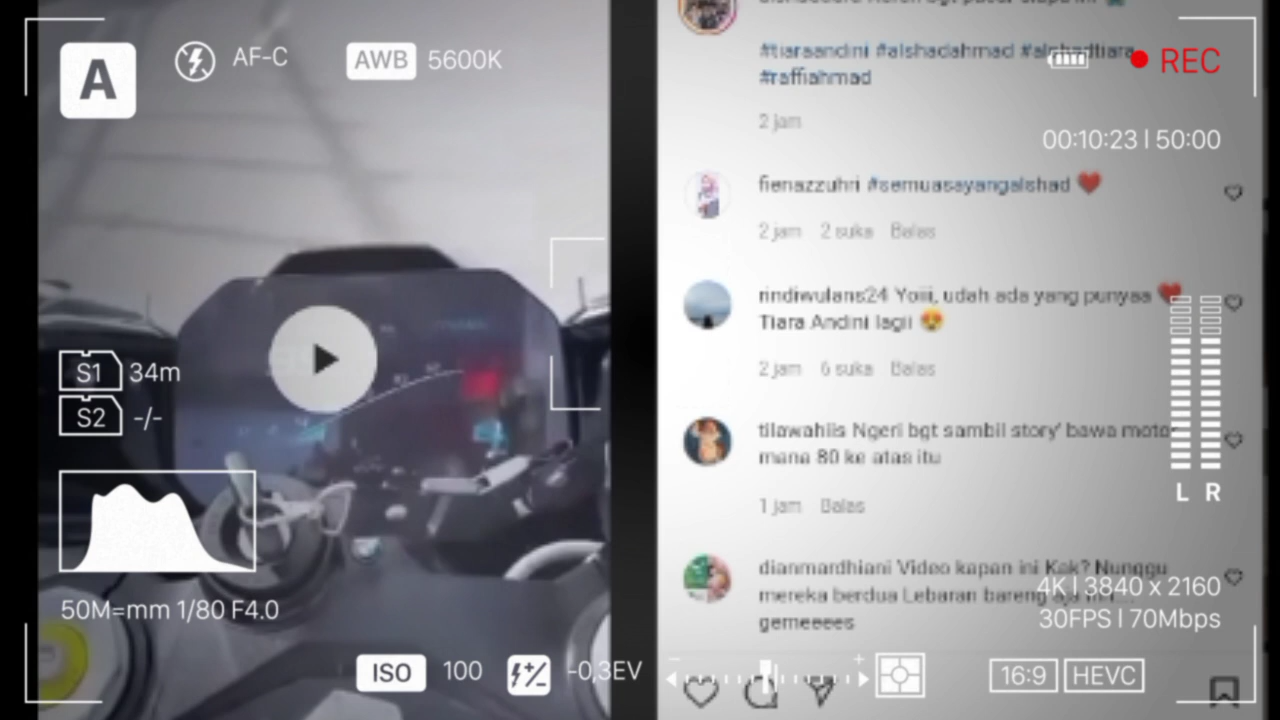 A
AF-C
AWB 5600K
REC
00:10:23 | 50:00
S1 34m
S2 -/-
50M=mm 1/80 F4.0
ISO 100
-0,3EV
#tiaraandini #alshadahmad #alshadtiara
#raffiahmad
2 jam
fienazzuhri #semuasayangalshad ❤️
2 jam 2 suka Balas
rindiwulans24 Yoiii, udah ada yang punyaa ❤️
Tiara Andini lagii 😍
2 jam 6 suka Balas
tilawahiis Ngeri bgt sambil story' bawa motor
mana 80 ke atas itu
1 jam Balas
L R
dianmardhiani Video kapan ini Kak? Nunggu
mereka berdua Lebaran bareng
gemeeees
4K | 3840 x 2160
30FPS | 70Mbps
16:9 HEVC